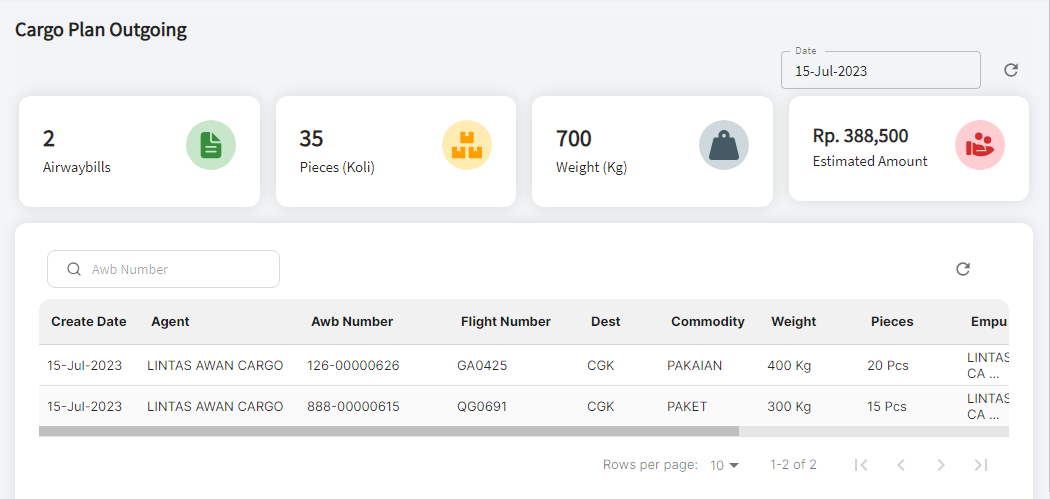 Cargo Plan Outgoing
Date
15-Jul-2023
2
Airwaybills
35
Pieces (Koli)
700
Weight (Kg)
Rp. 388,500
Estimated Amount
Awb Number
Create Date Agent Awb Number Flight Number Dest Commodity Weight Pieces Empu
15-Jul-2023 LINTAS AWAN CARGO 126-00000626 GA0425 CGK PAKAIAN 400 Kg 20 Pcs LINTAS
CA ...
15-Jul-2023 LINTAS AWAN CARGO 888-00000615 QG0691 CGK PAKET 300 Kg 15 Pcs LINTAS
CA ...
Rows per page: 10 1-2 of 2